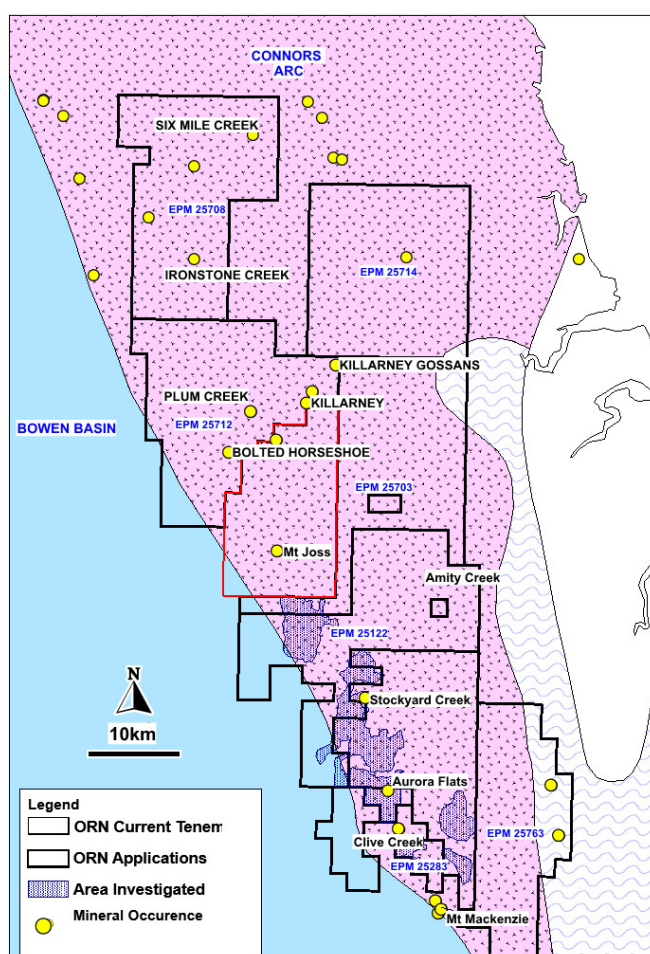 CONNORS
ARC
SIX MILE CREEK
EPM 25708
IRONSTONE CREEK
EPM 25714
KILLARNEY GOSSANS
PLUM CREEK
KILLARNEY
EPM 25712
BOWEN BASIN
BOLTED HORSESHOE
EPM 25703
Mt Joss
Amity Creek
EPM 25122
N
10km
Stockyard Creek
Aurora Flats
Clive Creek
EPM 25763
EPM 25283
Mt Mackenzie
Legend
ORN Current Tenem
ORN Applications
Area Investigated
Mineral Occurence